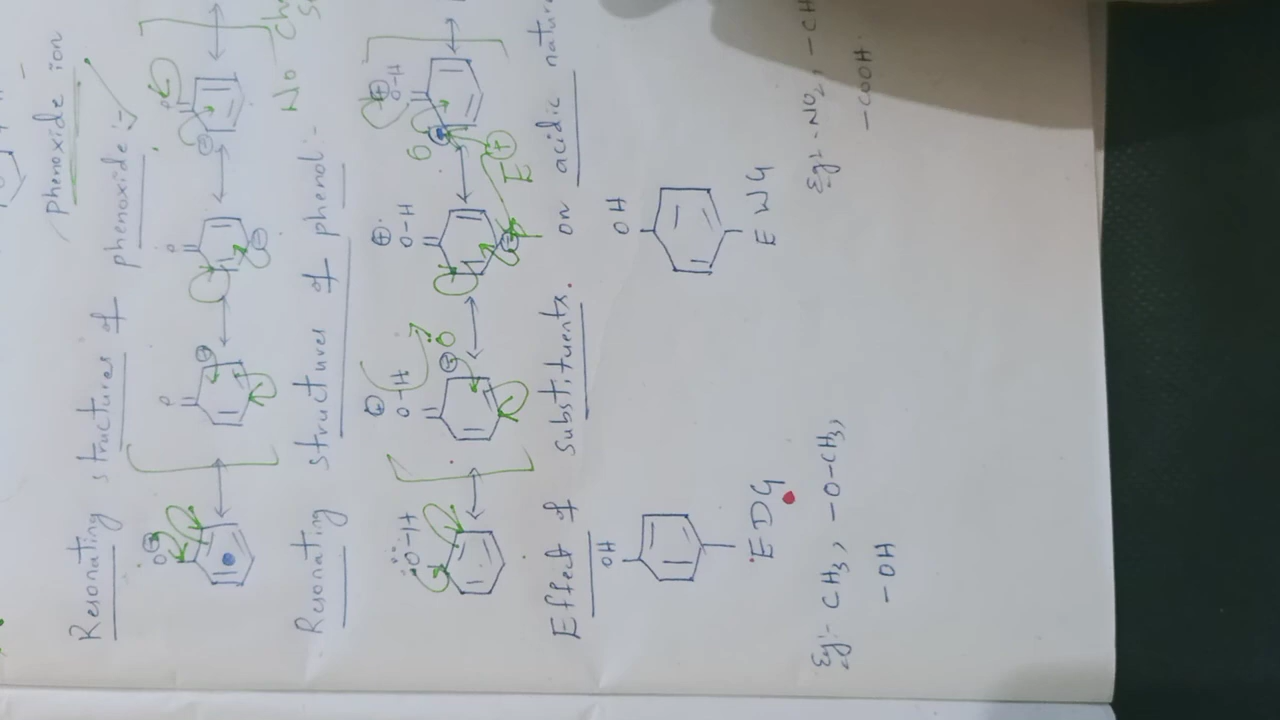 phenoxide ion
Resonating structures of phenoxide:-
O⊖ O O O
⊖ ⊖ ⊖
No
Resonating structures of phenol:-
:Ö-H ⊕ O-H ⊕ O-H ⊕ O-H
⊖ ⊖ ⊖
E⊕
Effect of substituents. on acidic nature
OH OH
EDG EWG
Eg:- CH3, -O-CH3, Eg:- -NO2, -CH
-OH -COOH